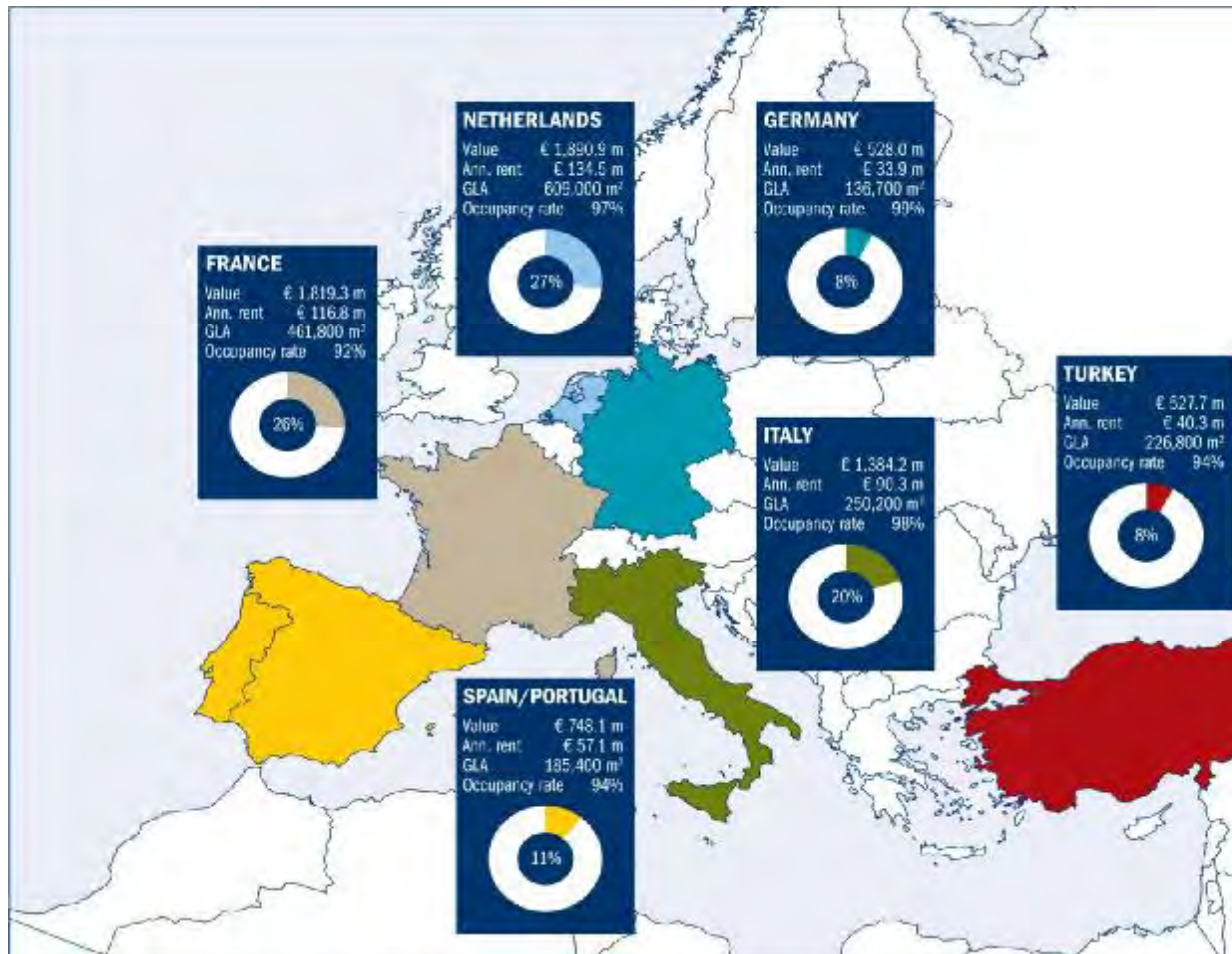 NETHERLANDS
Value € 1,890.9 m
Ann. rent € 134.5 m
GLA 609,000 m²
Occupancy rate 97%
27%
GERMANY
Value € 528.0 m
Ann. rent € 33.9 m
GLA 136,700 m²
Occupancy rate 99%
8%
FRANCE
Value € 1,819.3 m
Ann. rent € 116.8 m
GLA 461,800 m²
Occupancy rate 92%
26%
TURKEY
Value € 527.7 m
Ann. rent € 40.3 m
GLA 226,800 m²
Occupancy rate 94%
8%
ITALY
Value € 1,384.2 m
Ann. rent € 90.3 m
GLA 250,200 m²
Occupancy rate 98%
20%
SPAIN/PORTUGAL
Value € 748.1 m
Ann. rent € 57.1 m
GLA 185,400 m²
Occupancy rate 94%
11%